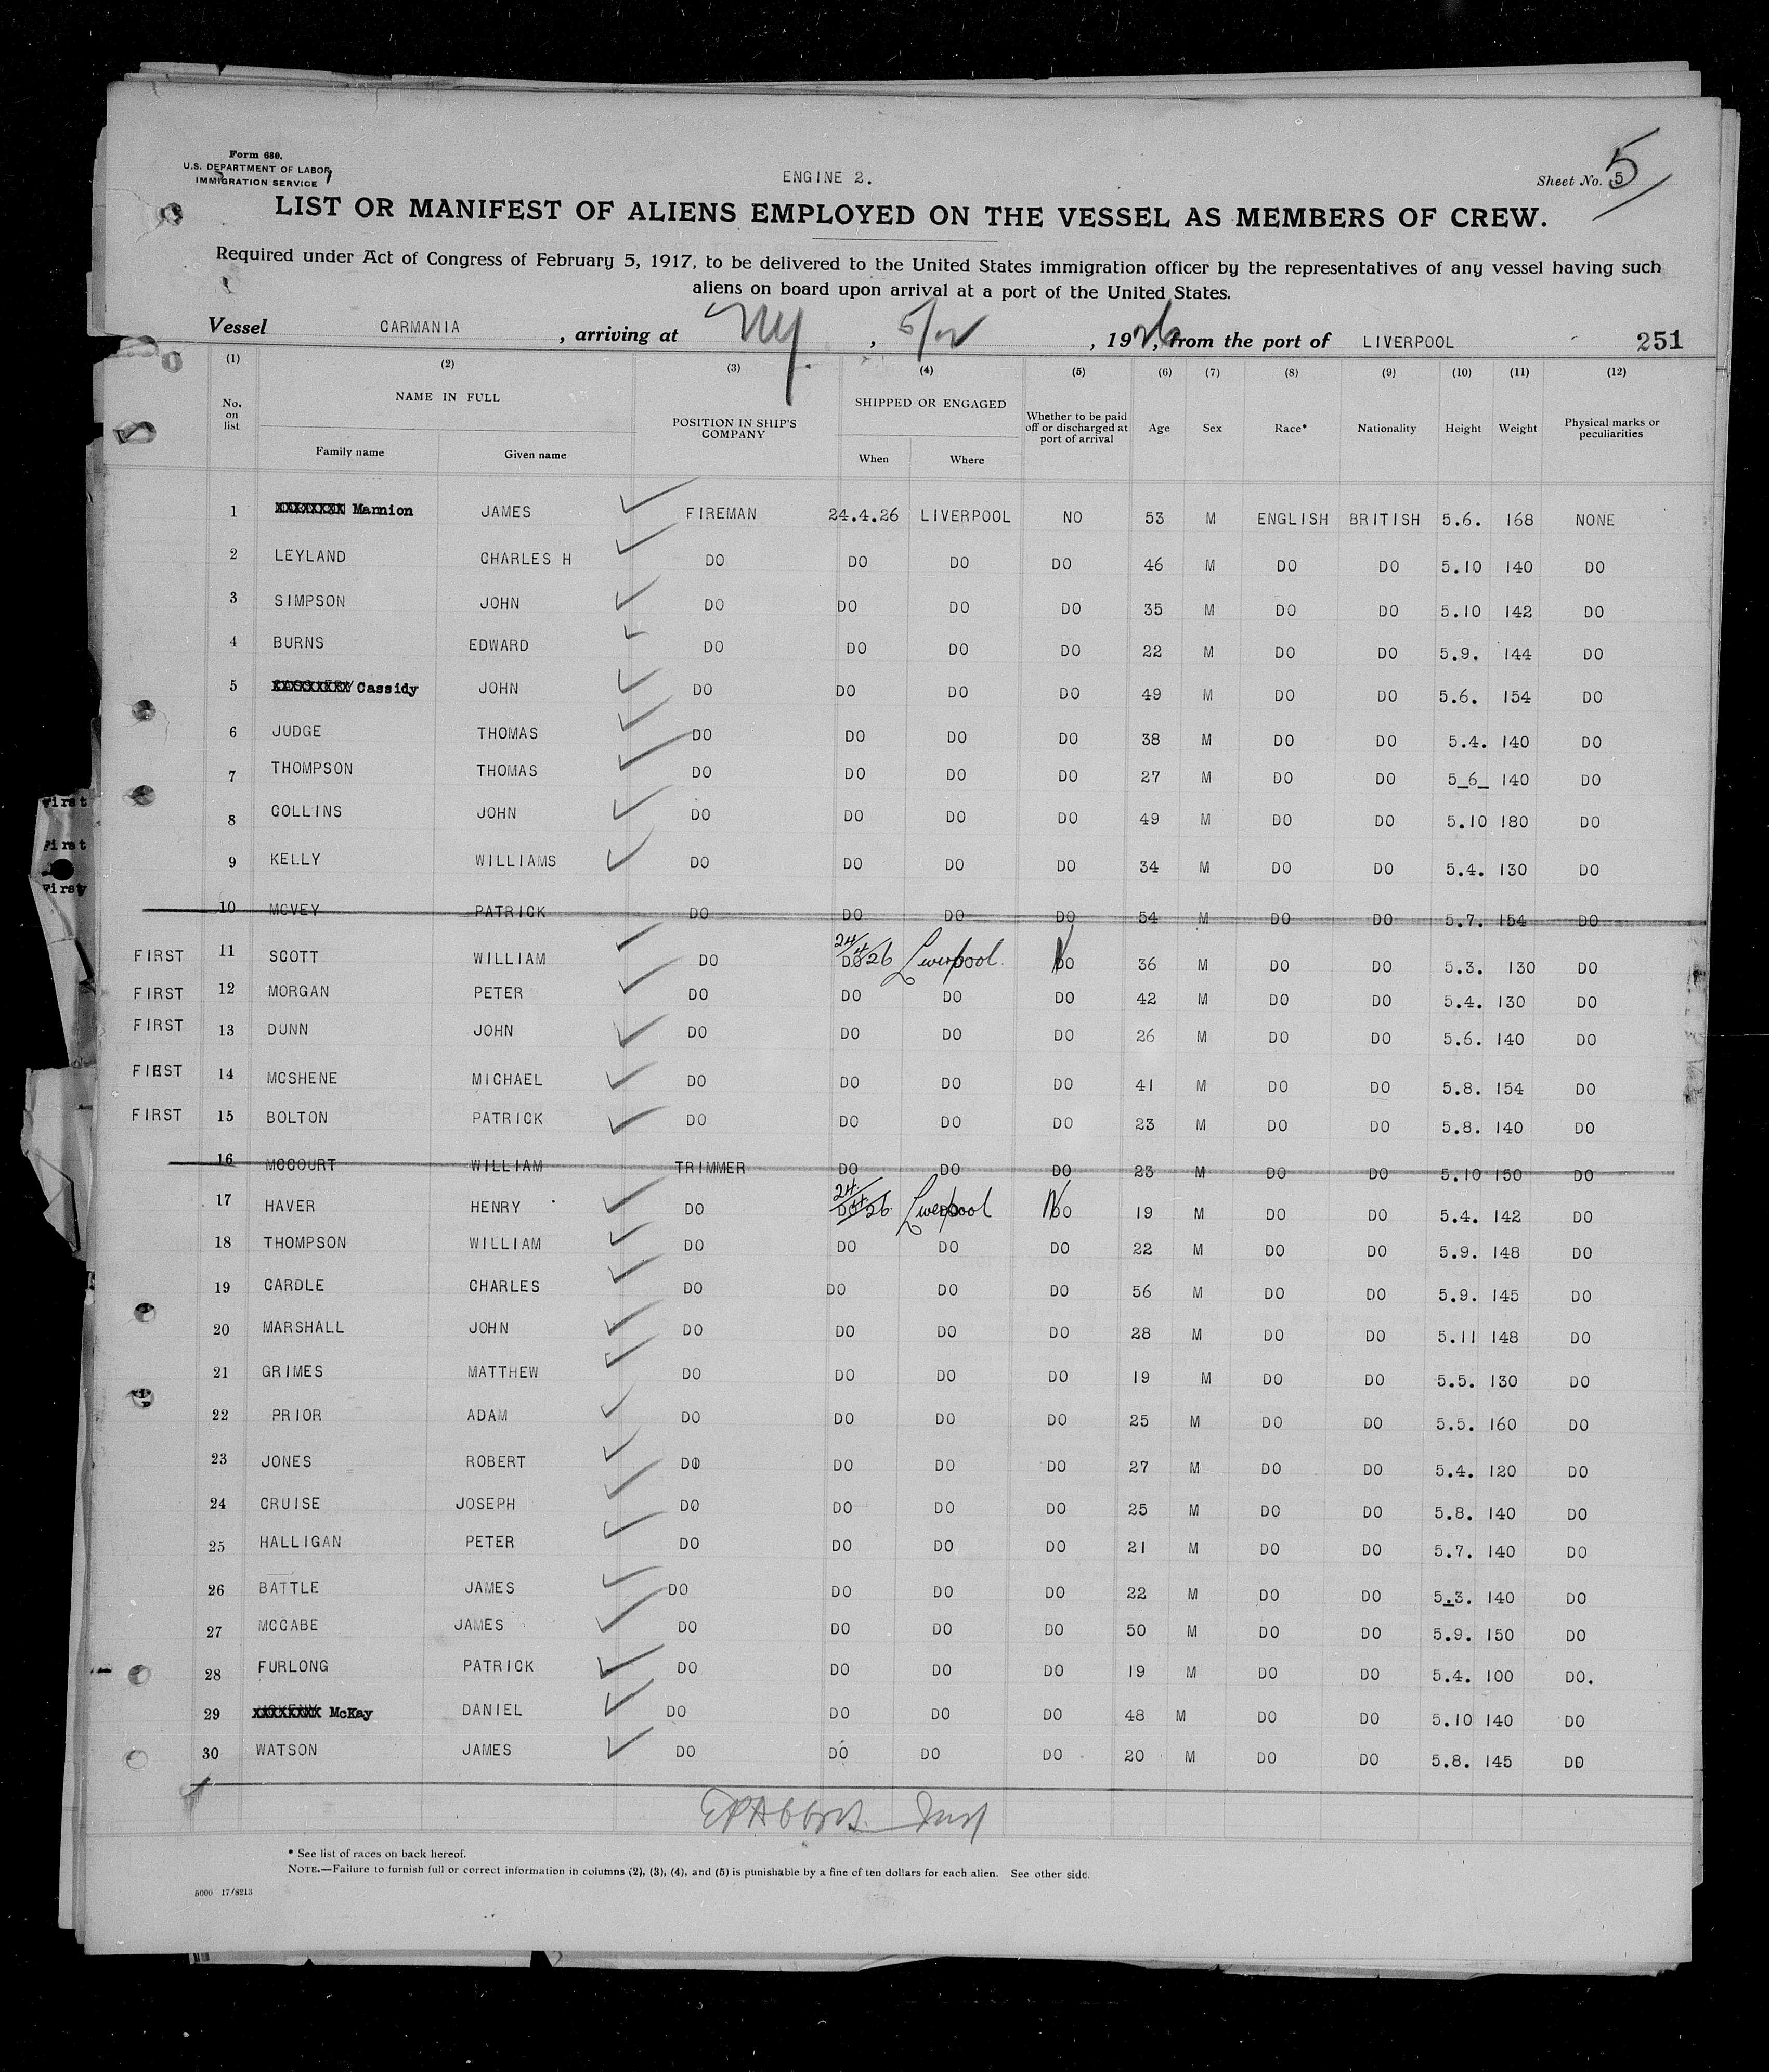 Form 680.
U.S. DEPARTMENT OF LABOR
IMMIGRATION SERVICE
ENGINE 2.
Sheet No. 5
5
LIST OR MANIFEST OF ALIENS EMPLOYED ON THE VESSEL AS MEMBERS OF CREW.
Required under Act of Congress of February 5, 1917, to be delivered to the United States immigration officer by the representatives of any vessel having such
aliens on board upon arrival at a port of the United States.
Vessel CARMANIA , arriving at NY. , 5/2 , 1926, from the port of LIVERPOOL 251
(1) (2) (3) (4) (5) (6) (7) (8) (9) (10) (11) (12)
No. on list NAME IN FULL POSITION IN SHIP'S COMPANY SHIPPED OR ENGAGED Whether to be paid off or discharged at port of arrival Age Sex Race* Nationality Height Weight Physical marks or peculiarities
Family name Given name When Where
1 XXXXXXXX Mannion JAMES FIREMAN 24.4.26 LIVERPOOL NO 53 M ENGLISH BRITISH 5.6. 168 NONE
2 LEYLAND CHARLES H DO DO DO DO 46 M DO DO 5.10 140 DO
3 SIMPSON JOHN DO DO DO DO 35 M DO DO 5.10 142 DO
4 BURNS EDWARD DO DO DO DO 22 M DO DO 5.9. 144 DO
5 XXXXXXXXX Cassidy JOHN DO DO DO DO 49 M DO DO 5.6. 154 DO
6 JUDGE THOMAS DO DO DO DO 38 M DO DO 5.4. 140 DO
7 THOMPSON THOMAS DO DO DO DO 27 M DO DO 5_6_ 140 DO
8 COLLINS JOHN DO DO DO DO 49 M DO DO 5.10 180 DO
9 KELLY WILLIAMS DO DO DO DO 34 M DO DO 5.4. 130 DO
10 MCVEY PATRICK DO DO DO DO 54 M DO DO 5.7. 154 DO
FIRST 11 SCOTT WILLIAM DO 24/4/26 Liverpool NO 36 M DO DO 5.3. 130 DO
FIRST 12 MORGAN PETER DO DO DO DO 42 M DO DO 5.4. 130 DO
FIRST 13 DUNN JOHN DO DO DO DO 26 M DO DO 5.6. 140 DO
FIRST 14 MCSHENE MICHAEL DO DO DO DO 41 M DO DO 5.8. 154 DO
FIRST 15 BOLTON PATRICK DO DO DO DO 23 M DO DO 5.8. 140 DO
16 MCCOURT WILLIAM TRIMMER DO DO DO 23 M DO DO 5.10 150 DO
17 HAVER HENRY DO 24/4/26 Liverpool NO 19 M DO DO 5.4. 142 DO
18 THOMPSON WILLIAM DO DO DO DO 22 M DO DO 5.9. 148 DO
19 CARDLE CHARLES DO DO DO DO 56 M DO DO 5.9. 145 DO
20 MARSHALL JOHN DO DO DO DO 28 M DO DO 5.11 148 DO
21 GRIMES MATTHEW DO DO DO DO 19 M DO DO 5.5. 130 DO
22 PRIOR ADAM DO DO DO DO 25 M DO DO 5.5. 160 DO
23 JONES ROBERT DO DO DO DO 27 M DO DO 5.4. 120 DO
24 CRUISE JOSEPH DO DO DO DO 25 M DO DO 5.8. 140 DO
25 HALLIGAN PETER DO DO DO DO 21 M DO DO 5.7. 140 DO
26 BATTLE JAMES DO DO DO DO 22 M DO DO 5.3. 140 DO
27 MCCABE JAMES DO DO DO DO 50 M DO DO 5.9. 150 DO
28 FURLONG PATRICK DO DO DO DO 19 M DO DO 5.4. 100 DO.
29 XXXXXXXX McKay DANIEL DO DO DO DO 48 M DO DO 5.10 140 DO
30 WATSON JAMES DO DO DO DO 20 M DO DO 5.8. 145 DO
* See list of races on back hereof.
NOTE.—Failure to furnish full or correct information in columns (2), (3), (4), and (5) is punishable by a fine of ten dollars for each alien. See other side.
5000 17/8213
First
First
First